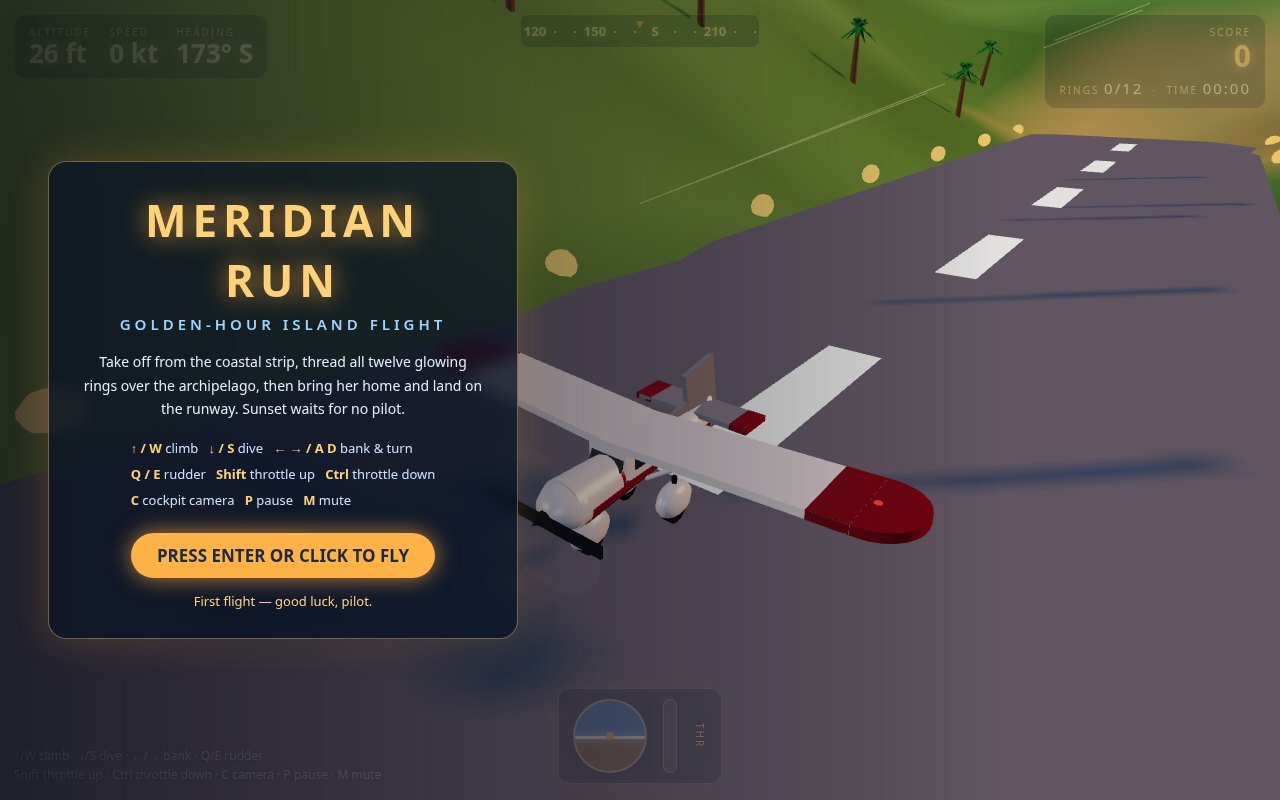 ALTITUDE SPEED HEADING
26 ft 0 kt 173° S
120 · · 150 · · S · · 210 · ·
SCORE
0
RINGS 0/12 · TIME 00:00
MERIDIAN
RUN
GOLDEN-HOUR ISLAND FLIGHT
Take off from the coastal strip, thread all twelve glowing
rings over the archipelago, then bring her home and land on
the runway. Sunset waits for no pilot.
↑ / W climb ↓ / S dive ← → / A D bank & turn
Q / E rudder Shift throttle up Ctrl throttle down
C cockpit camera P pause M mute
PRESS ENTER OR CLICK TO FLY
First flight — good luck, pilot.
THR
↑/W climb · ↓/S dive · ←/→ bank · Q/E rudder
Shift throttle up · Ctrl throttle down · C camera · P pause · M mute